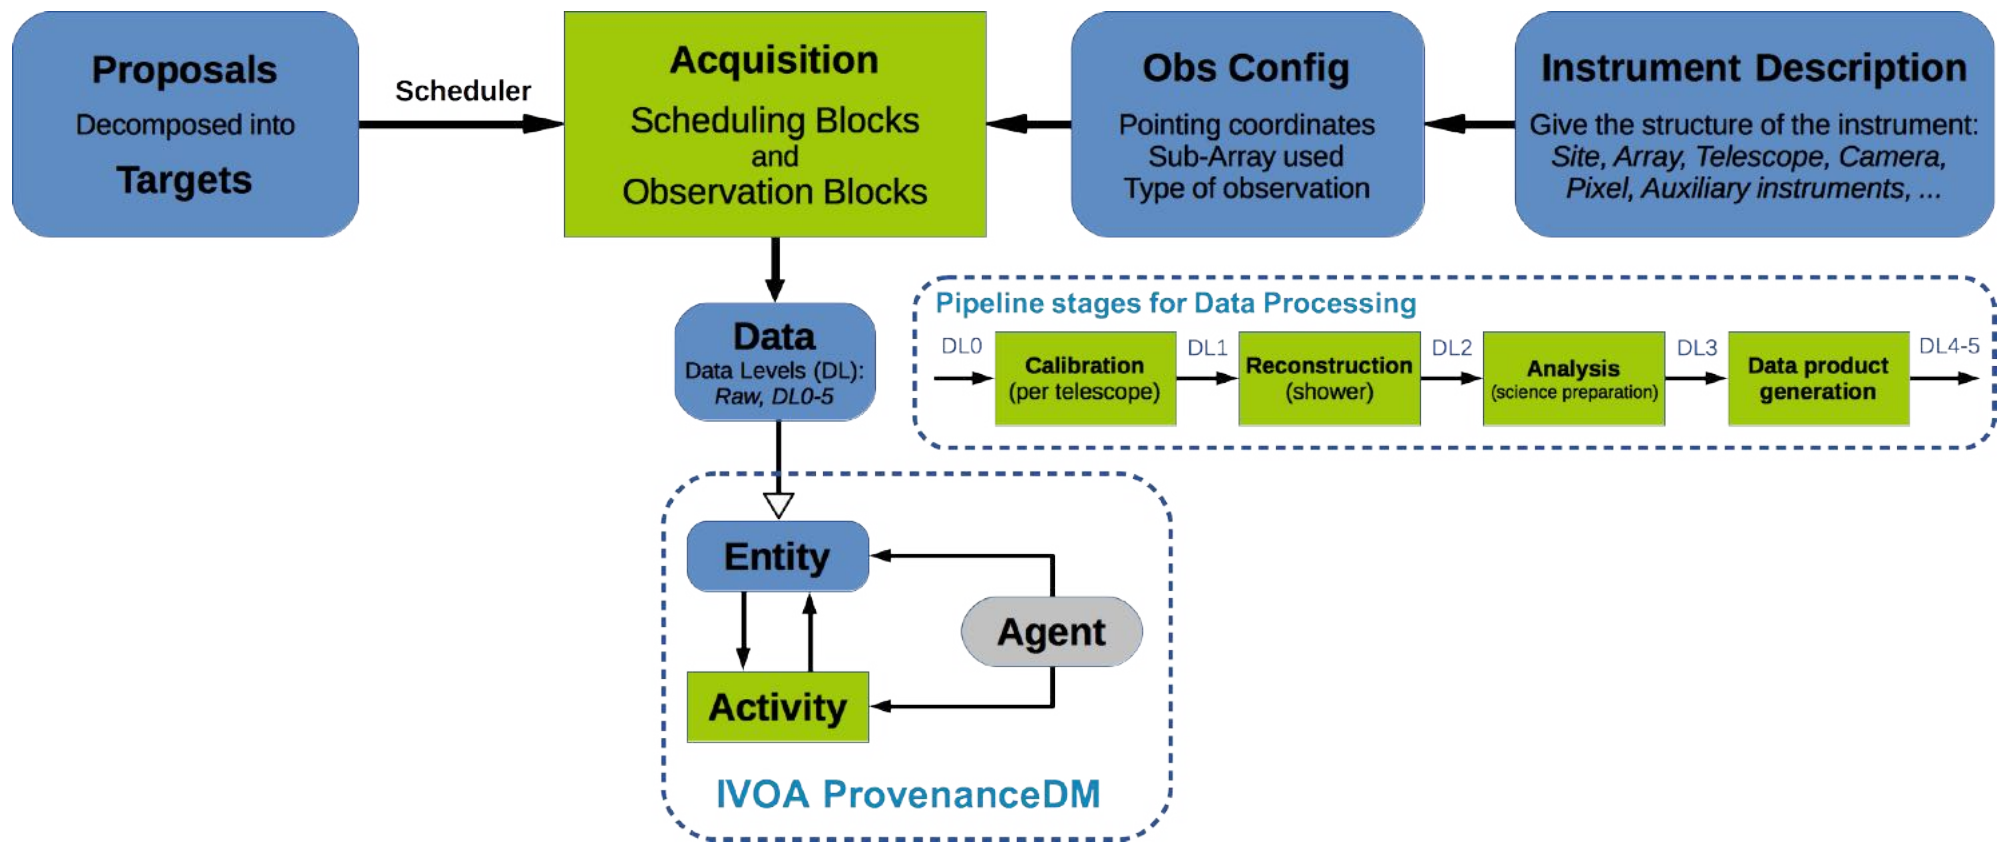 Proposals
Decomposed into
Targets
Scheduler
Acquisition
Scheduling Blocks
and
Observation Blocks
Obs Config
Pointing coordinates
Sub-Array used
Type of observation
Instrument Description
Give the structure of the instrument:
Site, Array, Telescope, Camera,
Pixel, Auxiliary instruments, ...
Data
Data Levels (DL):
Raw, DL0-5
Pipeline stages for Data Processing
DL0
Calibration
(per telescope)
DL1
Reconstruction
(shower)
DL2
Analysis
(science preparation)
DL3
Data product
generation
DL4-5
Entity
Agent
Activity
IVOA ProvenanceDM